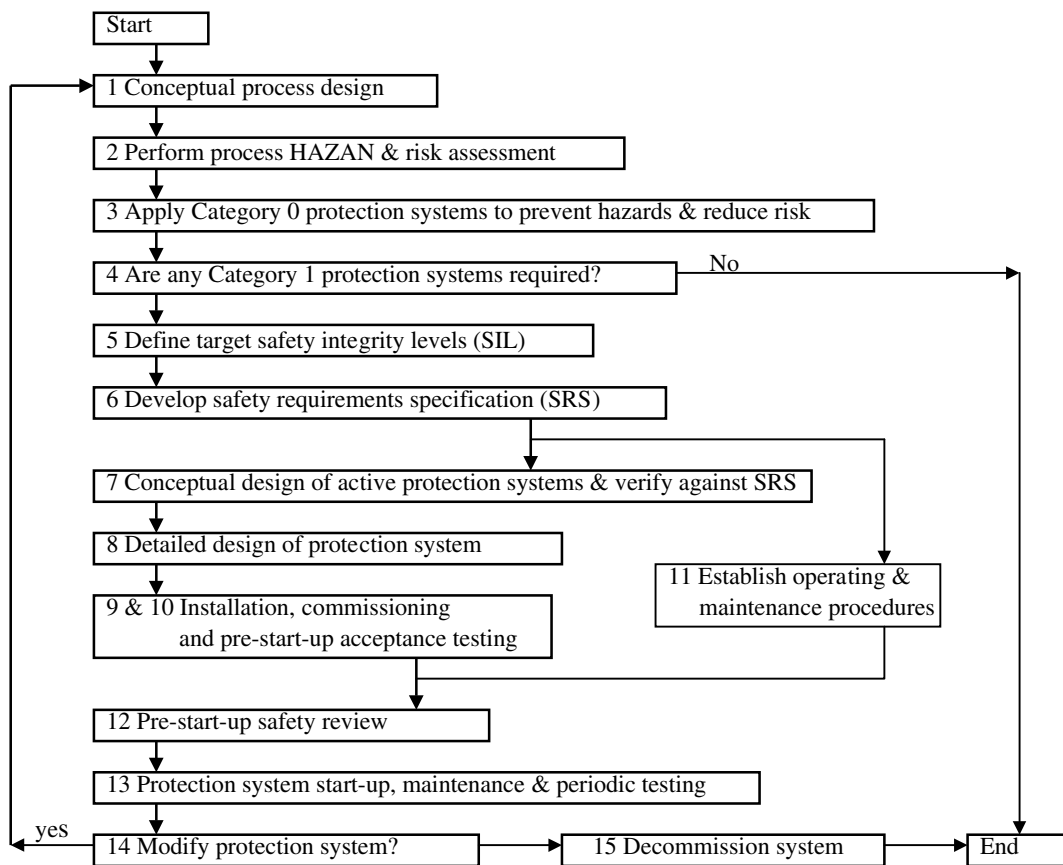 Start
1 Conceptual process design
2 Perform process HAZAN & risk assessment
3 Apply Category 0 protection systems to prevent hazards & reduce risk
4 Are any Category 1 protection systems required?
No
5 Define target safety integrity levels (SIL)
6 Develop safety requirements specification (SRS)
7 Conceptual design of active protection systems & verify against SRS
8 Detailed design of protection system
11 Establish operating &
maintenance procedures
9 & 10 Installation, commissioning
and pre-start-up acceptance testing
12 Pre-start-up safety review
13 Protection system start-up, maintenance & periodic testing
yes
14 Modify protection system?
15 Decommission system
End